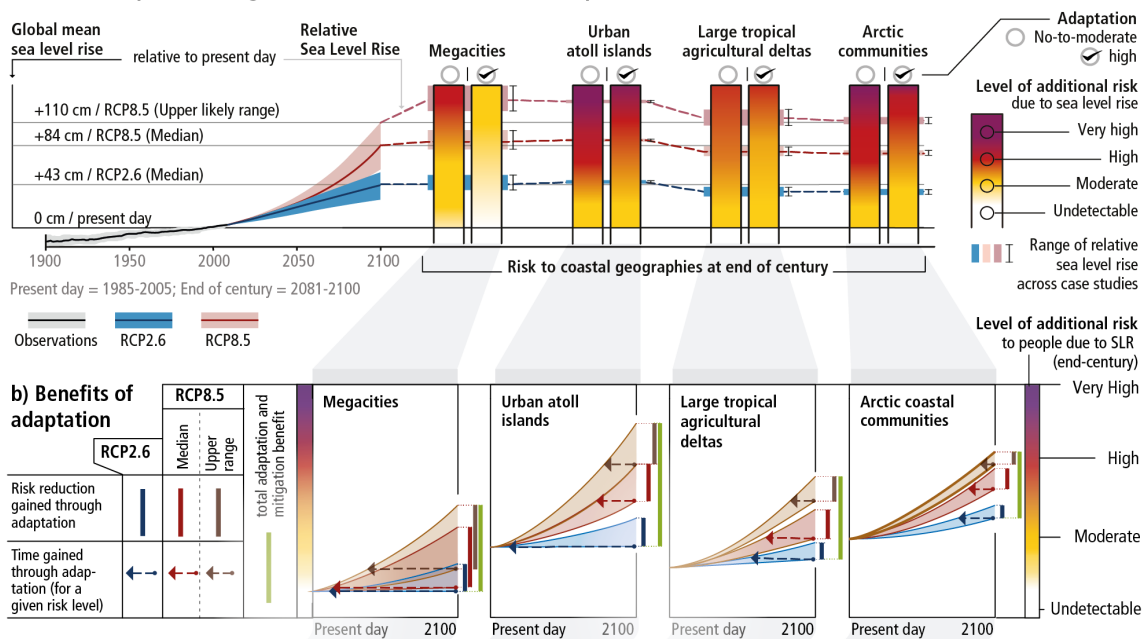 Global mean
sea level rise
relative to present day
Relative
Sea Level Rise
Megacities
Urban
atoll islands
Large tropical
agricultural deltas
Arctic
communities
Adaptation
No-to-moderate
high
+110 cm / RCP8.5 (Upper likely range)
+84 cm / RCP8.5 (Median)
+43 cm / RCP2.6 (Median)
0 cm / present day
1900
1950
2000
2050
2100
Level of additional risk
due to sea level rise
Very high
High
Moderate
Undetectable
Range of relative
sea level rise
across case studies
Risk to coastal geographies at end of century
Present day = 1985-2005; End of century = 2081-2100
Observations
RCP2.6
RCP8.5
Level of additional risk
to people due to SLR
(end-century)
b) Benefits of
adaptation
RCP8.5
RCP2.6
Median
Upper
range
total adaptation and
mitigation benefit
Risk reduction
gained through
adaptation
Time gained
through adap-
tation (for a
given risk level)
Megacities
Urban atoll
islands
Large tropical
agricultural
deltas
Arctic coastal
communities
Very High
High
Moderate
Undetectable
Present day 2100
Present day 2100
Present day 2100
Present day 2100